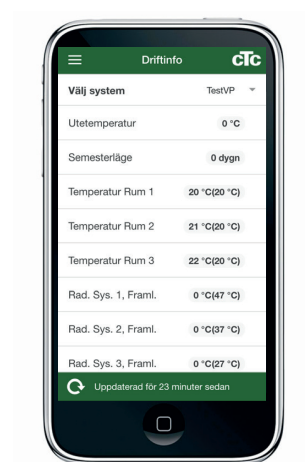 Driftinfo cTc
Välj system TestVP
Utetemperatur 0 °C
Semesterläge 0 dygn
Temperatur Rum 1 20 °C(20 °C)
Temperatur Rum 2 21 °C(20 °C)
Temperatur Rum 3 22 °C(20 °C)
Rad. Sys. 1, Framl. 0 °C(47 °C)
Rad. Sys. 2, Framl. 0 °C(37 °C)
Rad. Sys. 3, Framl. 0 °C(27 °C)
Uppdaterad för 23 minuter sedan